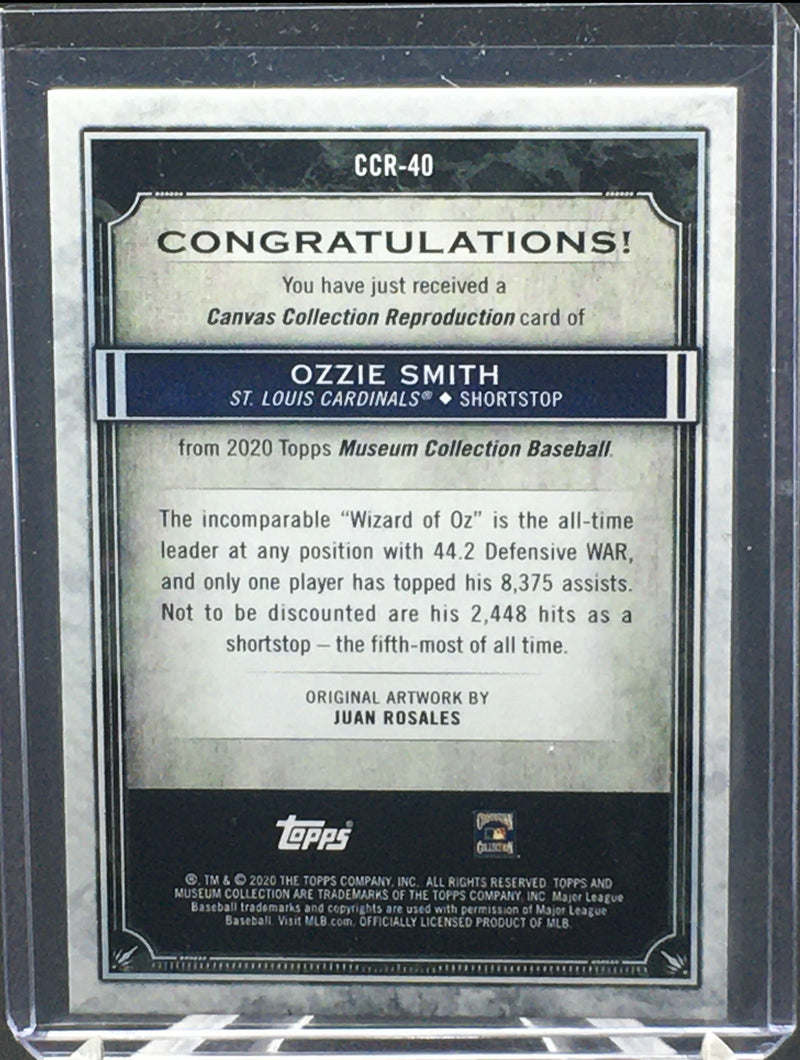 CCR-40
CONGRATULATIONS!
You have just received a
Canvas Collection Reproduction card of
OZZIE SMITH
ST. LOUIS CARDINALS® ◆ SHORTSTOP
from 2020 Topps Museum Collection Baseball.
The incomparable “Wizard of Oz” is the all-time
leader at any position with 44.2 Defensive WAR,
and only one player has topped his 8,375 assists.
Not to be discounted are his 2,448 hits as a
shortstop – the fifth-most of all time.
ORIGINAL ARTWORK BY
JUAN ROSALES
topps®
COOPERSTOWN
COLLECTION
®, TM & © 2020 THE TOPPS COMPANY, INC. ALL RIGHTS RESERVED. TOPPS AND
MUSEUM COLLECTION ARE TRADEMARKS OF THE TOPPS COMPANY, INC. Major League
Baseball trademarks and copyrights are used with permission of Major League
Baseball. Visit MLB.com. OFFICIALLY LICENSED PRODUCT OF MLB.